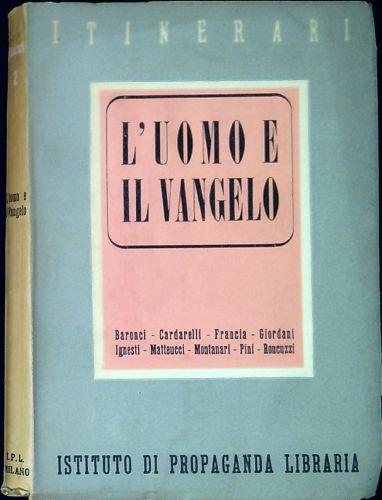 ITINERARI
L'UOMO E
IL VANGELO
Baronci - Cardarelli - Francia - Giordani
Ignesti - Matteucci - Montanari - Pini - Roncuzzi
ISTITUTO DI PROPAGANDA LIBRARIA
2
L'uomo e
il Vangelo
I.P.L.
MILANO